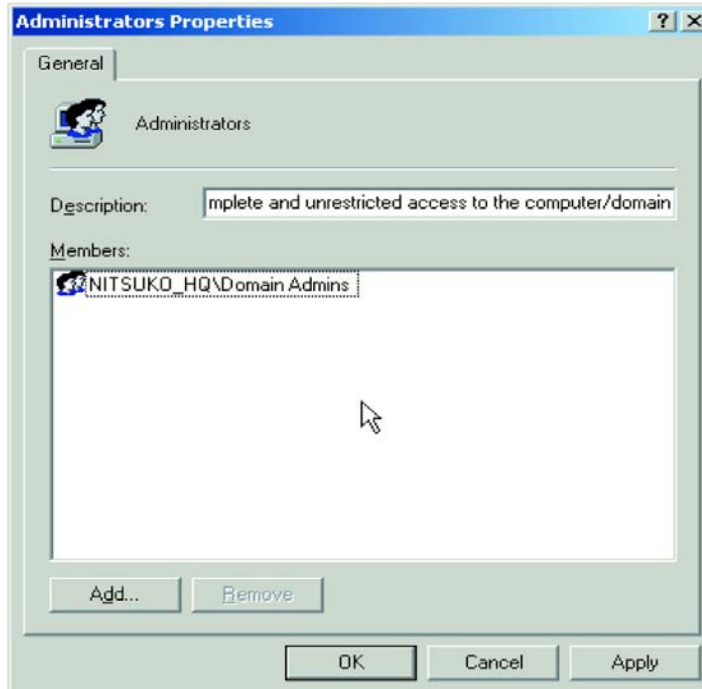 Administrators Properties
General
Administrators
Description: mplete and unrestricted access to the computer/domain
Members:
NITSUKO_HQ\Domain Admins
Add... Remove
OK Cancel Apply